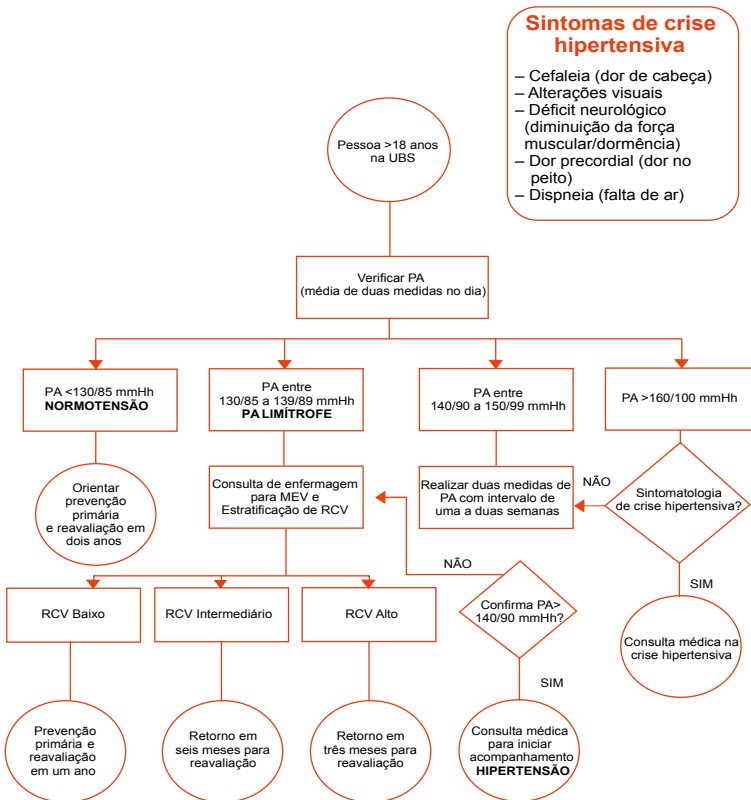 Sintomas de crise
hipertensiva
– Cefaleia (dor de cabeça)
– Alterações visuais
– Déficit neurológico
(diminuição da força
muscular/dormência)
– Dor precordial (dor no
peito)
– Dispneia (falta de ar)
Pessoa >18 anos
na UBS
Verificar PA
(média de duas medidas no dia)
PA <130/85 mmHh
NORMOTENSÃO
PA entre
130/85 a 139/89 mmHh
PA LIMÍTROFE
PA entre
140/90 a 150/99 mmHh
PA >160/100 mmHh
Orientar
prevenção
primária
e reavaliação em
dois anos
Consulta de enfermagem
para MEV e
Estratificação de RCV
Realizar duas medidas de
PA com intervalo de
uma a duas semanas
NÃO
Sintomatologia
de crise hipertensiva?
NÃO
SIM
RCV Baixo
RCV Intermediário
RCV Alto
Confirma PA>
140/90 mmHh?
Consulta médica na
crise hipertensiva
SIM
Prevenção
primária e
reavaliação
em um ano
Retorno em
seis meses para
reavaliação
Retorno em
três meses para
reavaliação
Consulta médica
para iniciar
acompanhamento
HIPERTENSÃO